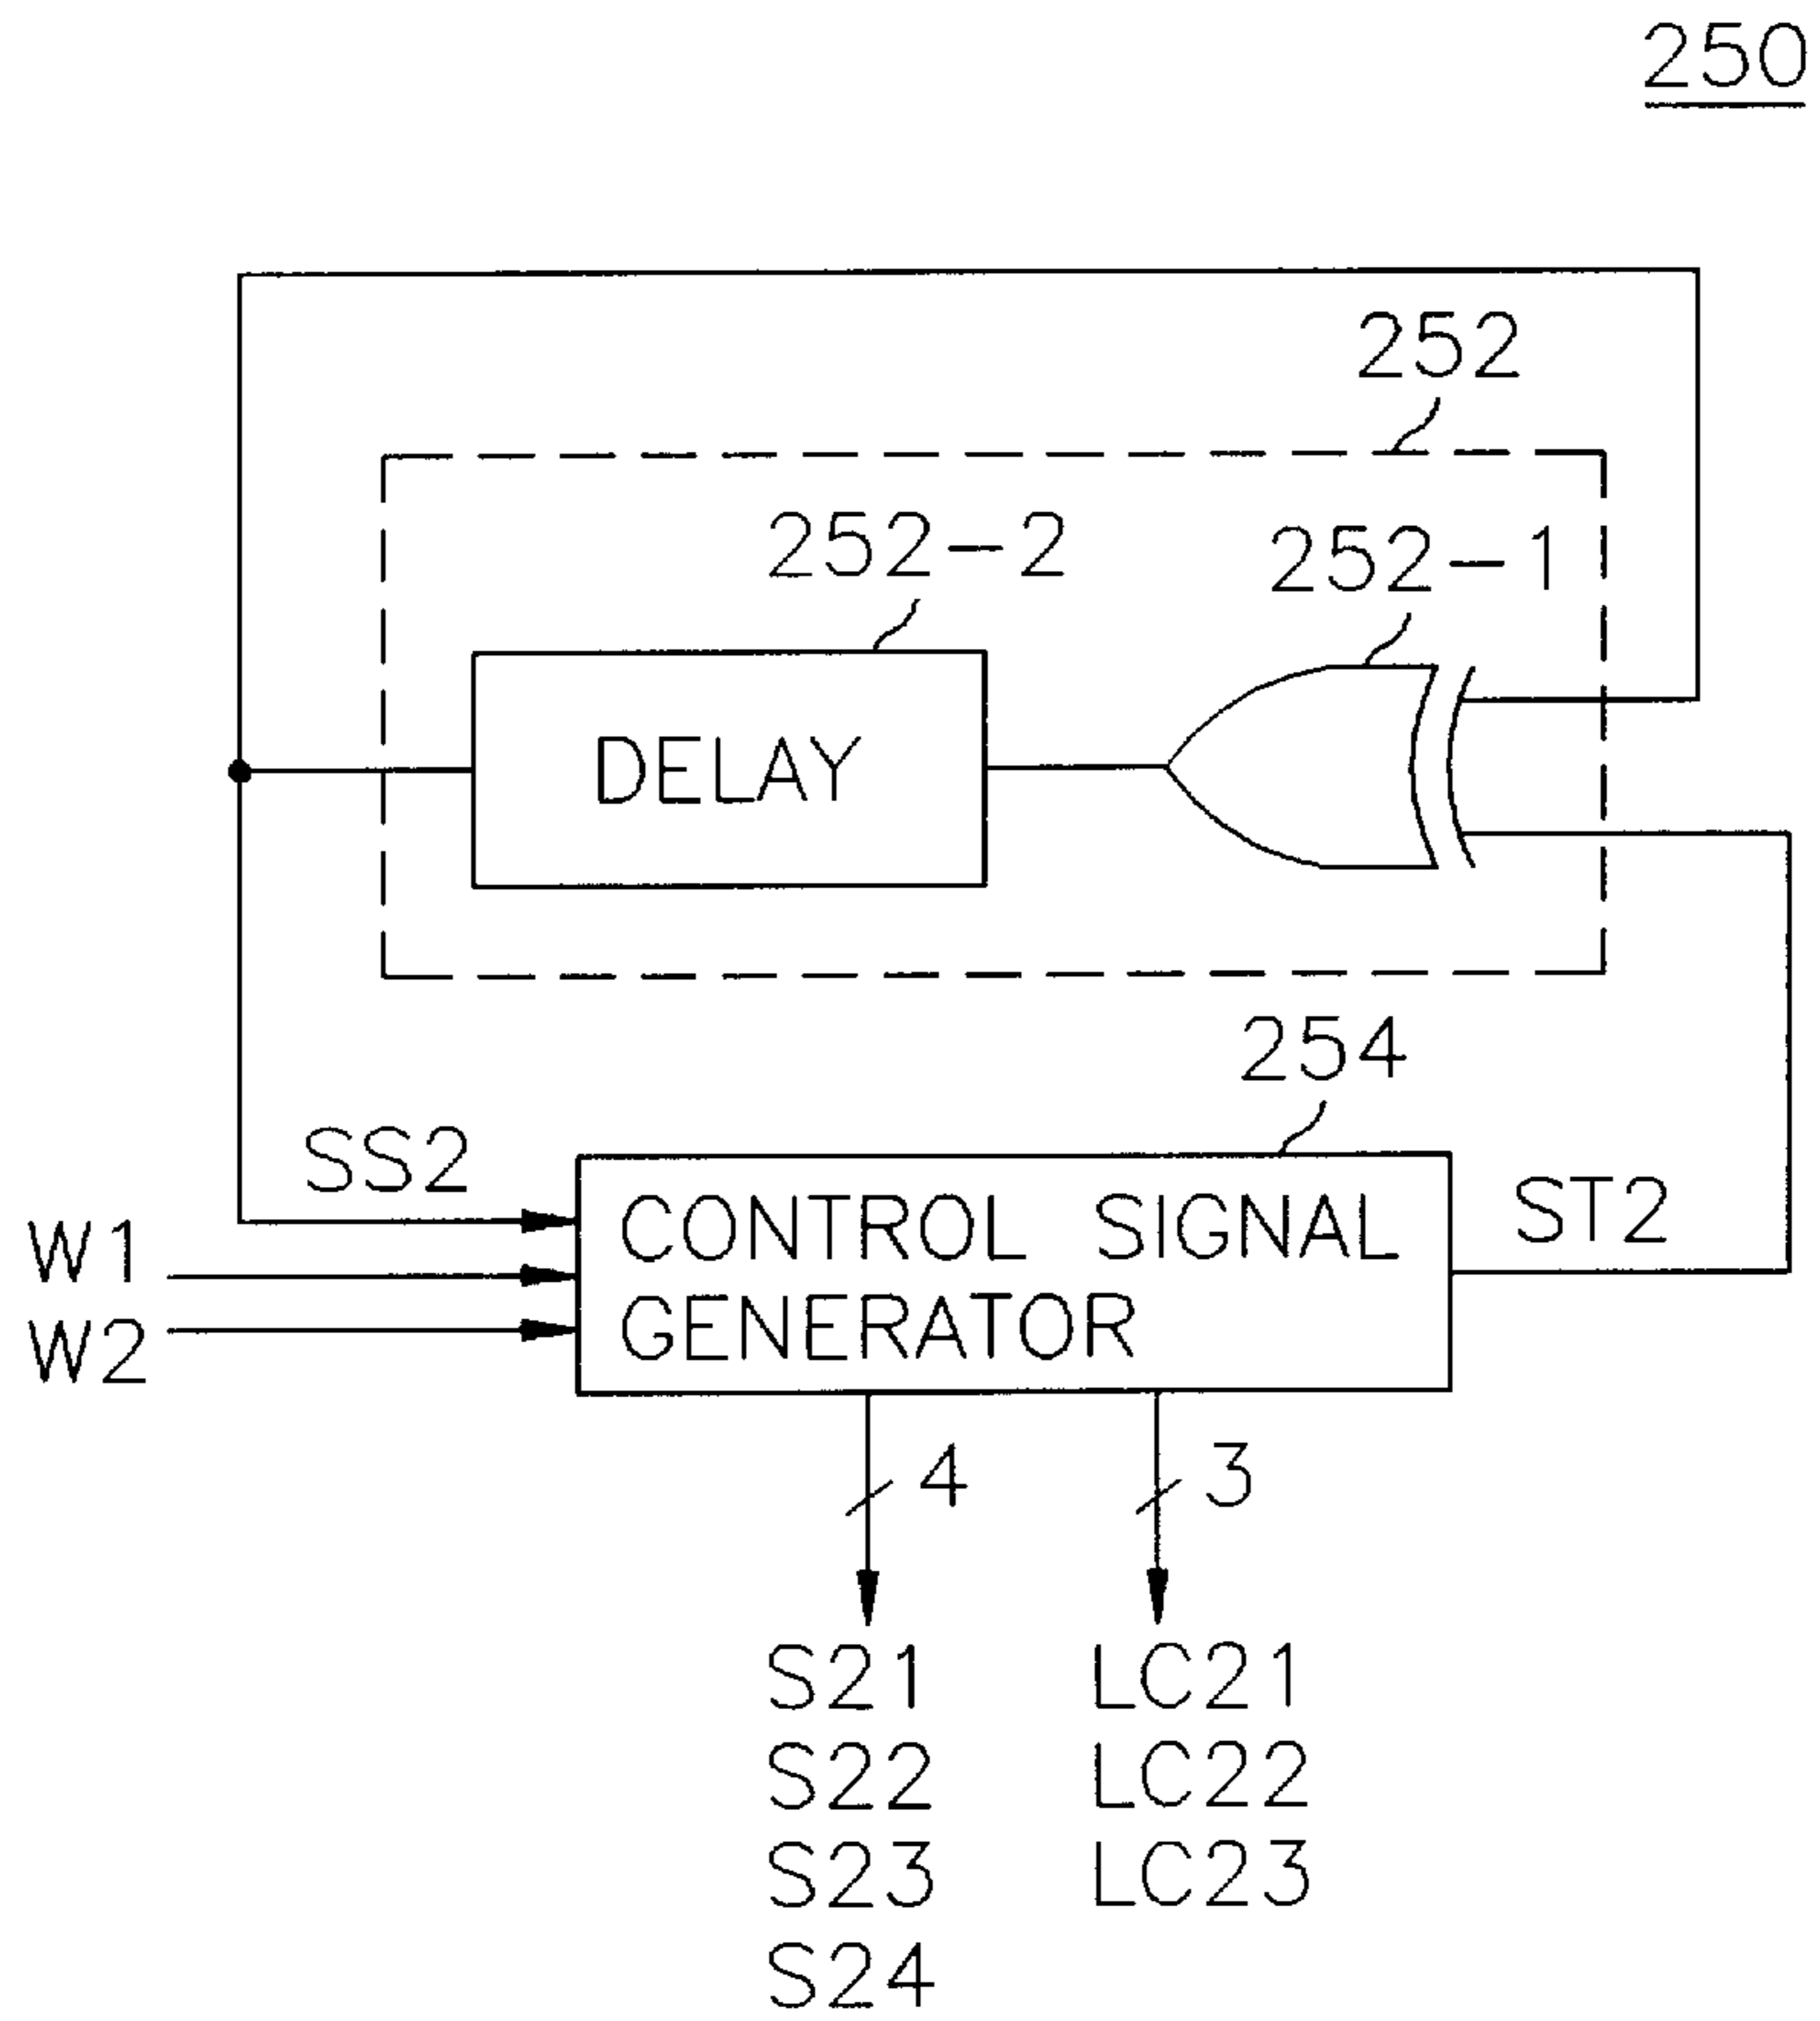 250
252
252-2
252-1
DELAY
254
SS2
W1
W2
CONTROL SIGNAL
GENERATOR
ST2
4
3
S21
S22
S23
S24
LC21
LC22
LC23